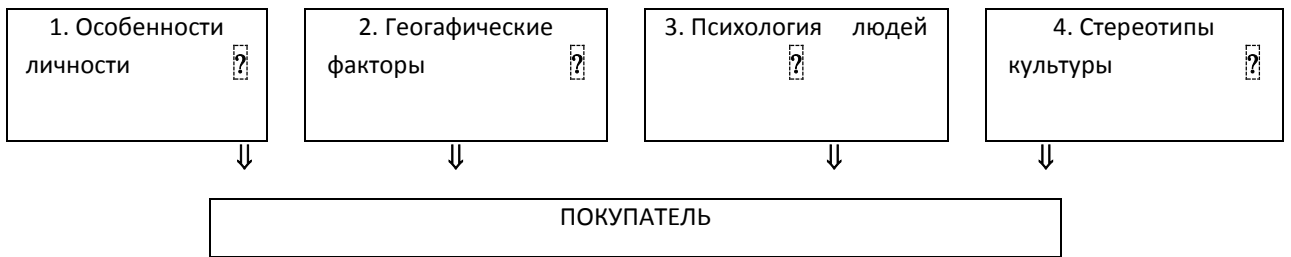 1. Особенности
личности ?
2. Геогафические
факторы ?
3. Психология людей
?
4. Стереотипы
культуры ?
⇓ ⇓ ⇓ ⇓
ПОКУПАТЕЛЬ